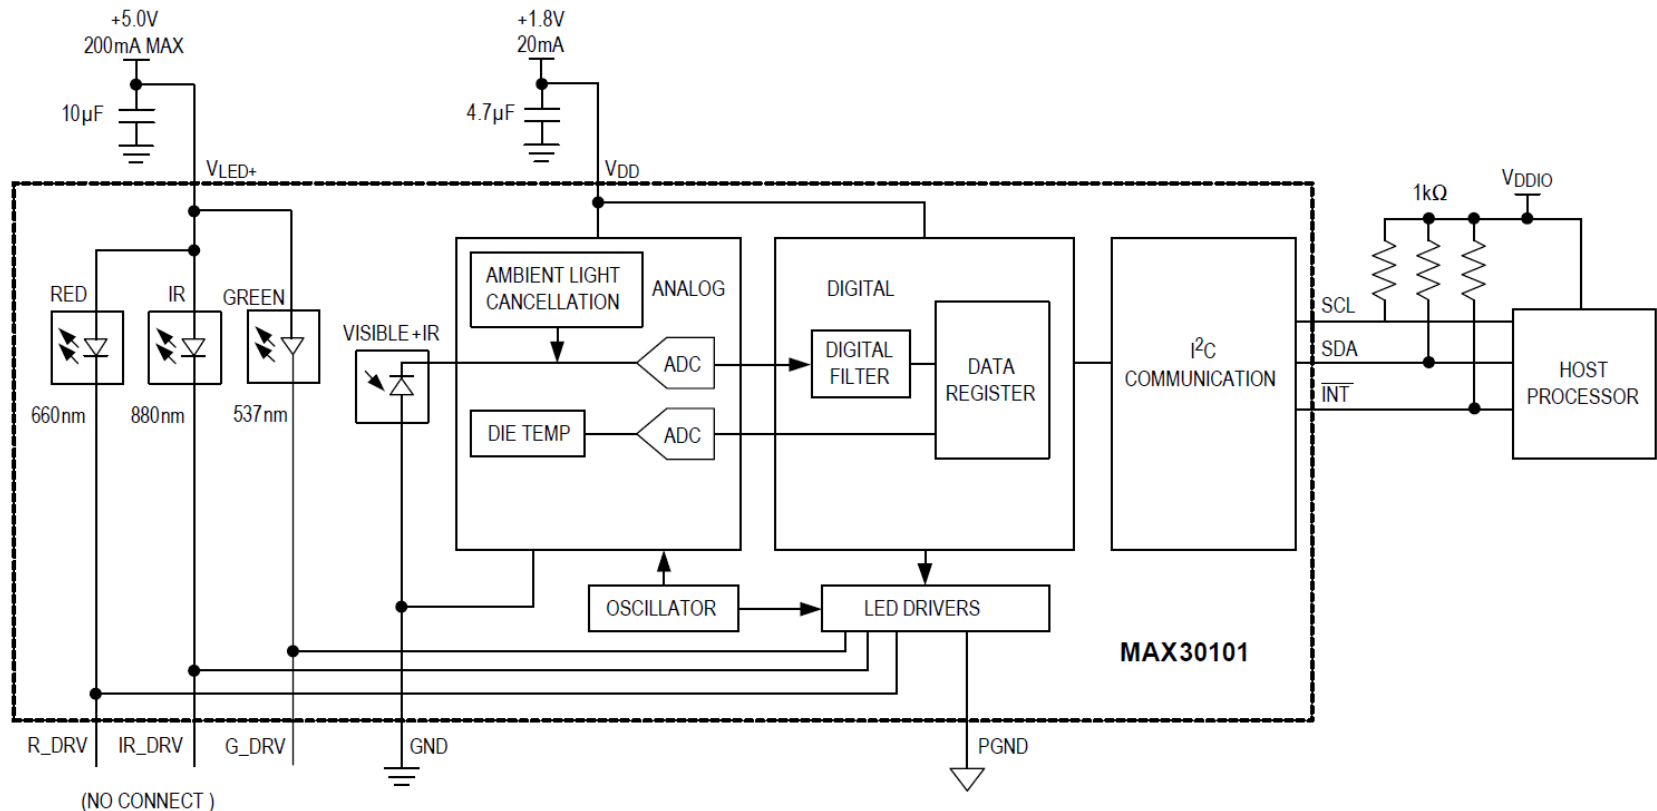 +5.0V
200mA MAX
10µF
+1.8V
20mA
4.7µF
VLED+
VDD
VDDIO
1kΩ
AMBIENT LIGHT
CANCELLATION
ANALOG
DIGITAL
RED
IR
GREEN
VISIBLE+IR
ADC
DIGITAL
FILTER
DATA
REGISTER
I²C
COMMUNICATION
SCL
SDA
INT
HOST
PROCESSOR
660nm
880nm
537nm
DIE TEMP
ADC
OSCILLATOR
LED DRIVERS
MAX30101
R_DRV
IR_DRV
G_DRV
GND
PGND
(NO CONNECT )